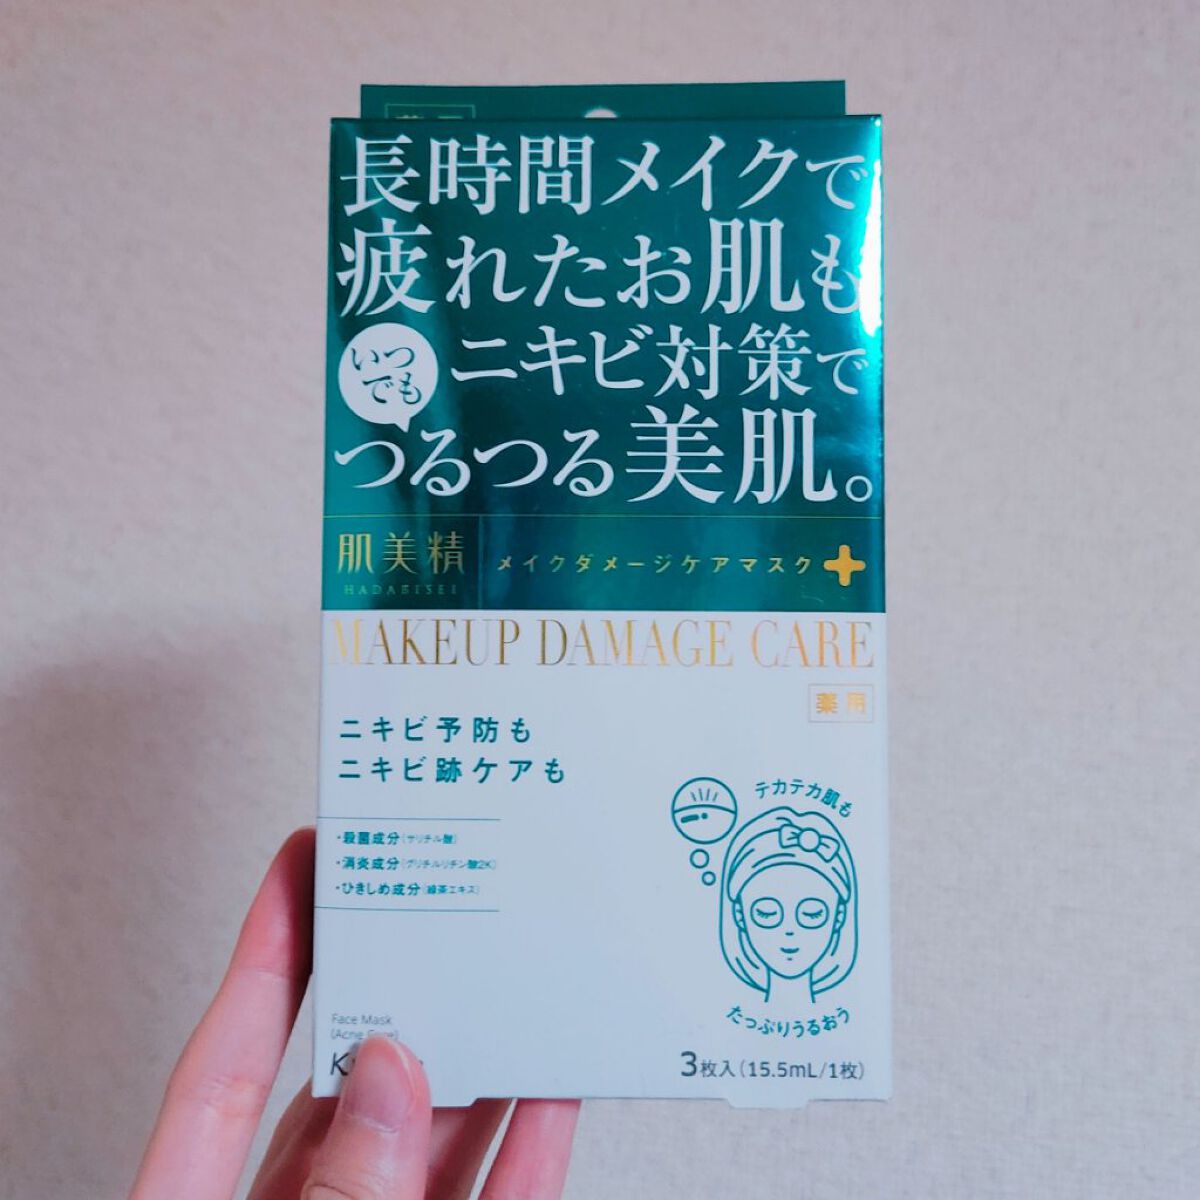 長時間メイクで
疲れたお肌も
いつでも
ニキビ対策で
つるつる美肌。
肌美精
HADABISEI
メイクダメージケアマスク
MAKEUP DAMAGE CARE
薬用
ニキビ予防も
ニキビ跡ケアも
・殺菌成分(サリチル酸)
・消炎成分(グリチルリチン酸2K)
・ひきしめ成分(緑茶エキス)
テカテカ肌も
たっぷりうるおう
Face Mask
(Acne
3枚入(15.5mL/1枚)